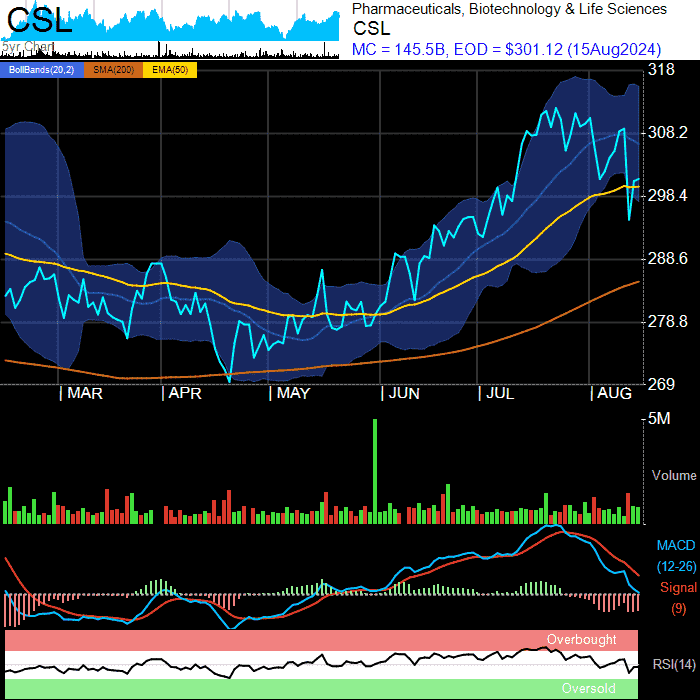 CSL
5yr Chart
Pharmaceuticals, Biotechnology & Life Sciences
CSL
MC = 145.5B, EOD = $301.12 (15Aug2024)
BollBands(20,2) SMA(200) EMA(50)
318
308.2
298.4
288.6
278.8
269
MAR APR MAY JUN JUL AUG
5M
Volume
MACD
(12-26)
Signal
(9)
Overbought
RSI(14)
Oversold